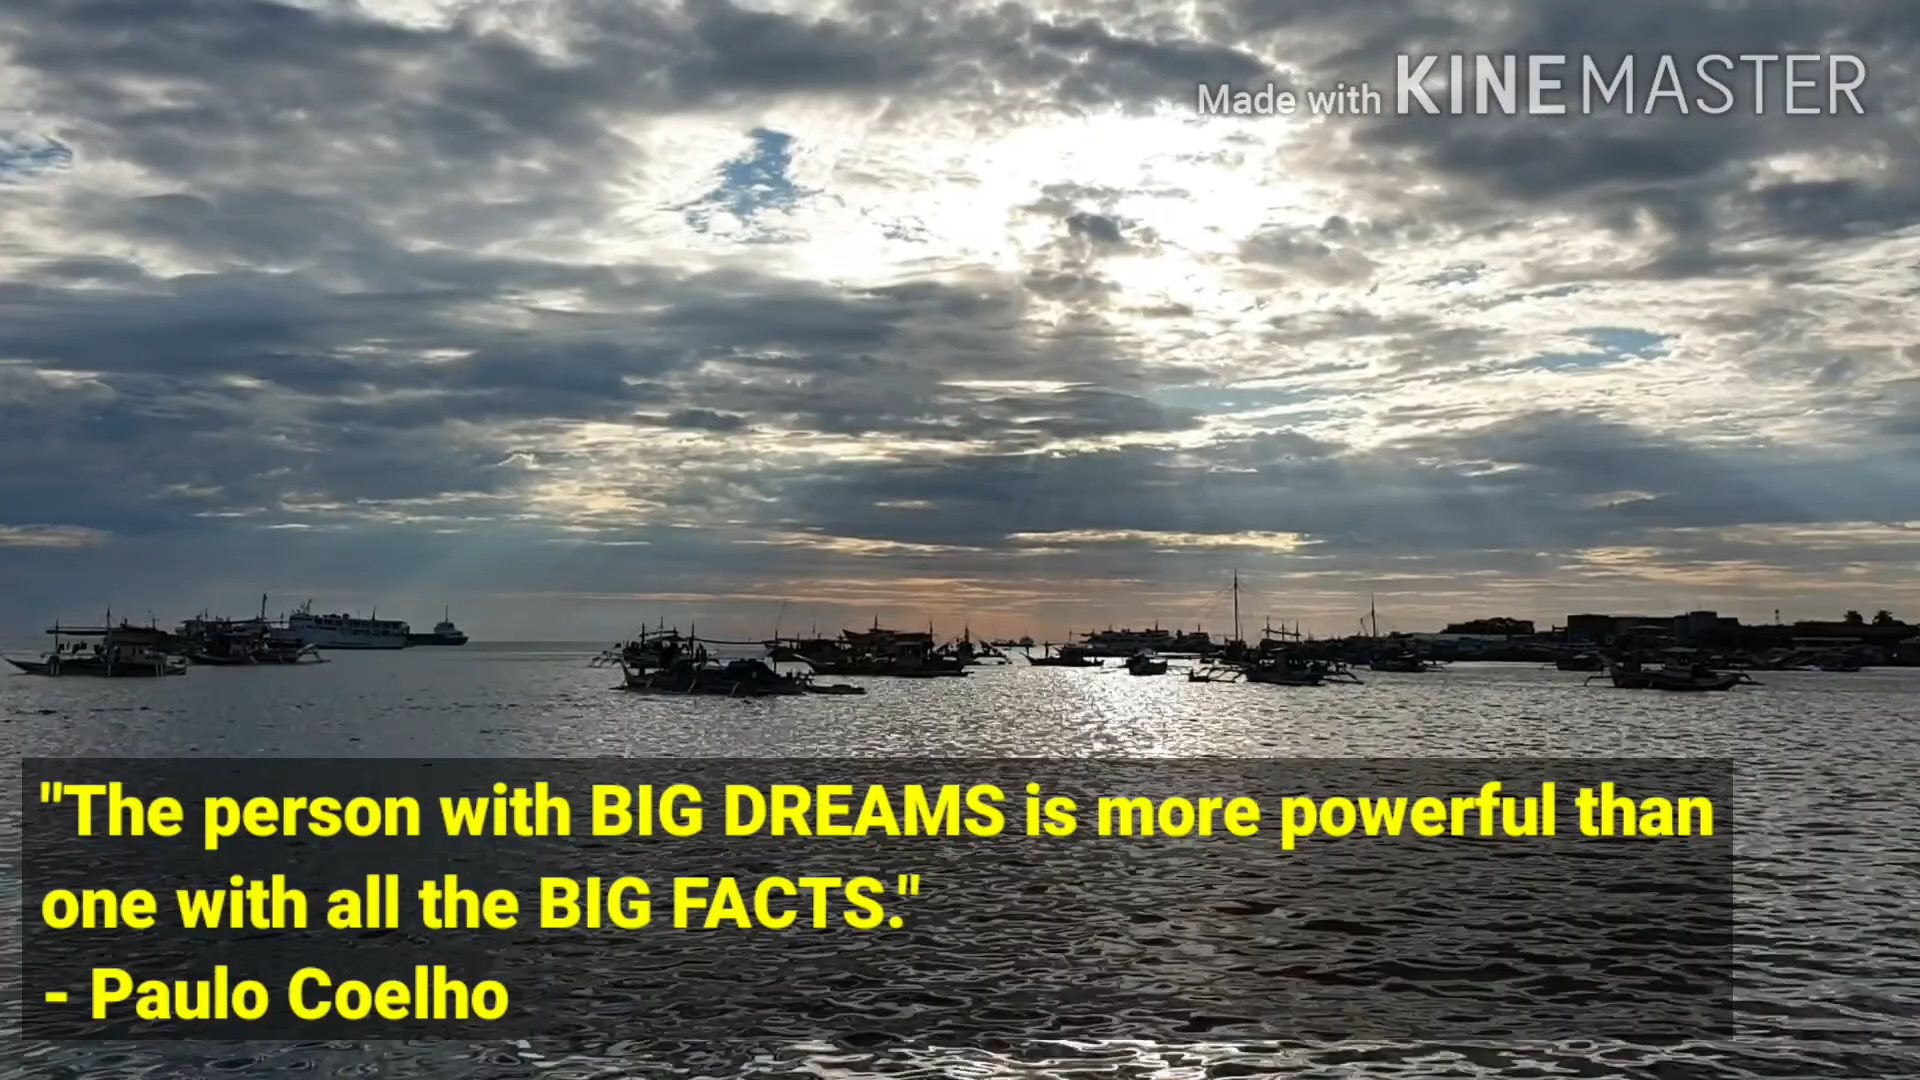 Made with KINEMASTER
"The person with BIG DREAMS is more powerful than
one with all the BIG FACTS."
- Paulo Coelho